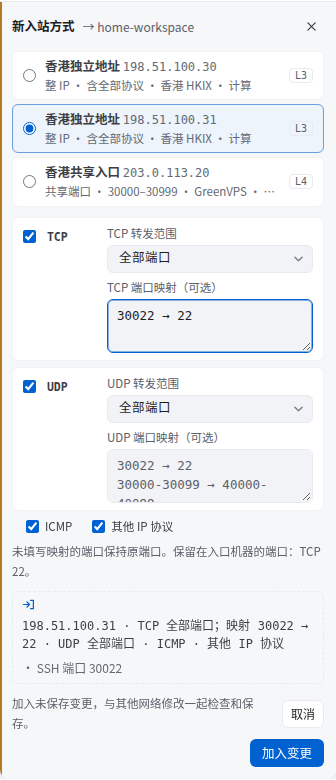 新入站方式 → home-workspace
香港独立地址 198.51.100.30
整 IP · 含全部协议 · 香港 HKIX · 计算
L3
香港独立地址 198.51.100.31
整 IP · 含全部协议 · 香港 HKIX · 计算
L3
香港共享入口 203.0.113.20
共享端口 · 30000–30999 · GreenVPS · ⋯
L4
TCP
TCP 转发范围
全部端口
TCP 端口映射（可选）
30022 → 22
UDP
UDP 转发范围
全部端口
UDP 端口映射（可选）
30022 → 22
30000-30099 → 40000-
40099
ICMP
其他 IP 协议
未填写映射的端口保持原端口。保留在入口机器的端口：TCP
22。
198.51.100.31 · TCP 全部端口；映射 30022 →
22 · UDP 全部端口 · ICMP · 其他 IP 协议
· SSH 端口 30022
加入未保存变更，与其他网络修改一起检查和保
存。
取消
加入变更